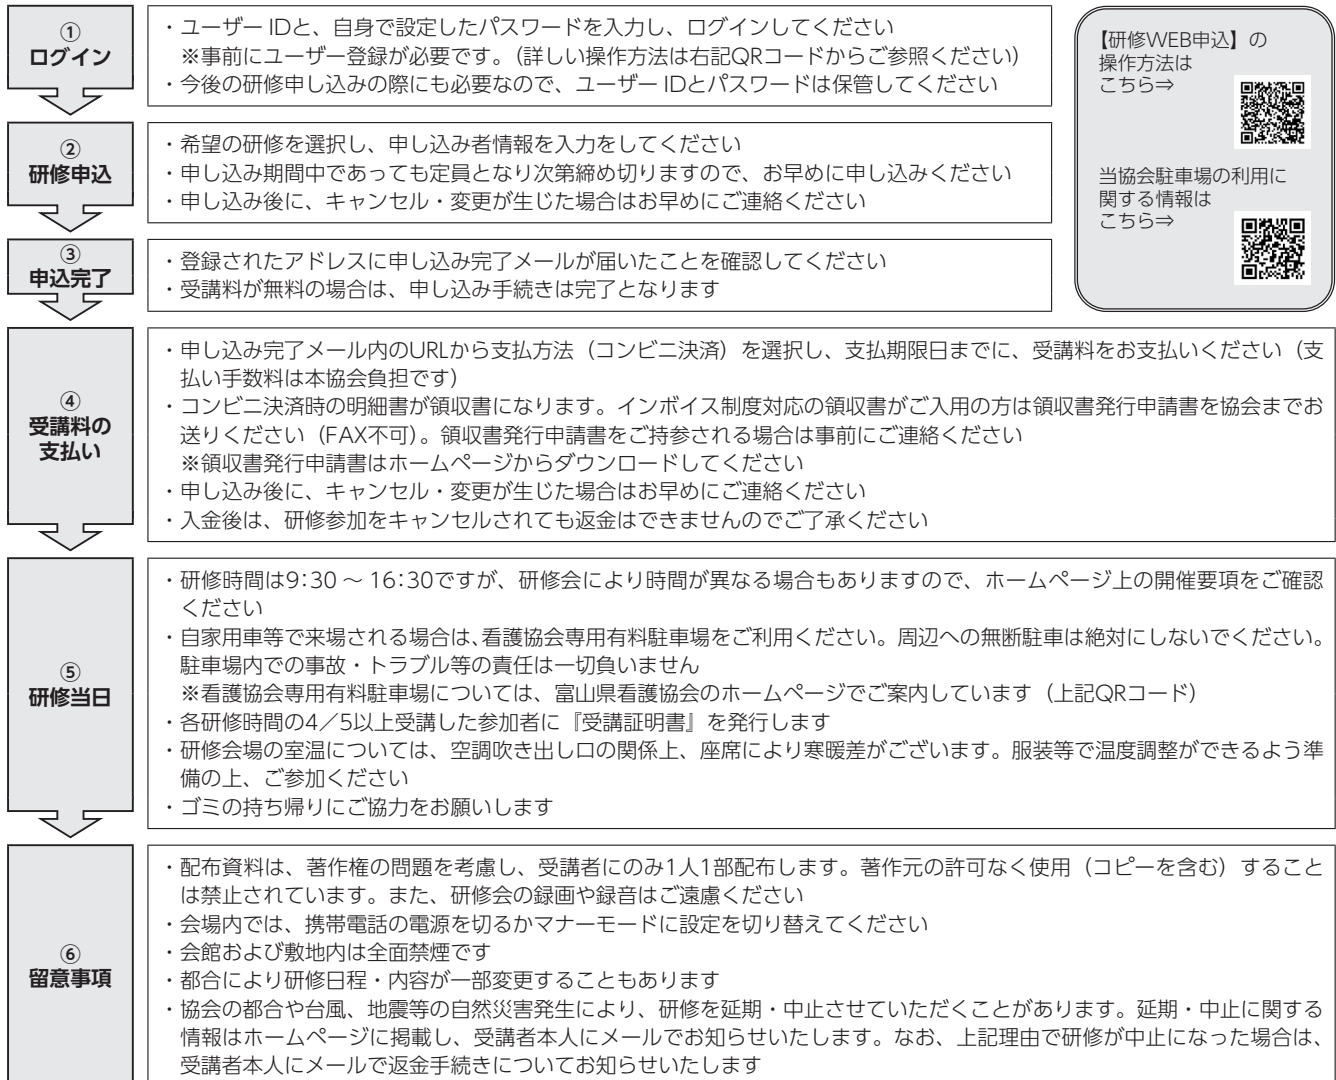 ①
ログイン
・ユーザー IDと、自身で設定したパスワードを入力し、ログインしてください
※事前にユーザー登録が必要です。（詳しい操作方法は右記QRコードからご参照ください）
・今後の研修申し込みの際にも必要なので、ユーザー IDとパスワードは保管してください
【研修WEB申込】の
操作方法は
こちら⇒
当協会駐車場の利用に
関する情報は
こちら⇒
②
研修申込
・希望の研修を選択し、申し込み者情報を入力をしてください
・申し込み期間中であっても定員となり次第締め切りますので、お早めに申し込みください
・申し込み後に、キャンセル・変更が生じた場合はお早めにご連絡ください
③
申込完了
・登録されたアドレスに申し込み完了メールが届いたことを確認してください
・受講料が無料の場合は、申し込み手続きは完了となります
④
受講料の
支払い
・申し込み完了メール内のURLから支払方法（コンビニ決済）を選択し、支払期限日までに、受講料をお支払いください（支
払い手数料は本協会負担です）
・コンビニ決済時の明細書が領収書になります。インボイス制度対応の領収書がご入用の方は領収書発行申請書を協会までお
送りください（FAX不可）。領収書発行申請書をご持参される場合は事前にご連絡ください
※領収書発行申請書はホームページからダウンロードしてください
・申し込み後に、キャンセル・変更が生じた場合はお早めにご連絡ください
・入金後は、研修参加をキャンセルされても返金はできませんのでご了承ください
⑤
研修当日
・研修時間は9:30 ～ 16:30ですが、研修会により時間が異なる場合もありますので、ホームページ上の開催要項をご確認
ください
・自家用車等で来場される場合は、看護協会専用有料駐車場をご利用ください。周辺への無断駐車は絶対にしないでください。
駐車場内での事故・トラブル等の責任は一切負いません
※看護協会専用有料駐車場については、富山県看護協会のホームページでご案内しています（上記QRコード）
・各研修時間の4／5以上受講した参加者に『受講証明書』を発行します
・研修会場の室温については、空調吹き出し口の関係上、座席により寒暖差がございます。服装等で温度調整ができるよう準
備の上、ご参加ください
・ゴミの持ち帰りにご協力をお願いします
⑥
留意事項
・配布資料は、著作権の問題を考慮し、受講者にのみ1人1部配布します。著作元の許可なく使用（コピーを含む）すること
は禁止されています。また、研修会の録画や録音はご遠慮ください
・会場内では、携帯電話の電源を切るかマナーモードに設定を切り替えてください
・会館および敷地内は全面禁煙です
・都合により研修日程・内容が一部変更することもあります
・協会の都合や台風、地震等の自然災害発生により、研修を延期・中止させていただくことがあります。延期・中止に関する
情報はホームページに掲載し、受講者本人にメールでお知らせいたします。なお、上記理由で研修が中止になった場合は、
受講者本人にメールで返金手続きについてお知らせいたします